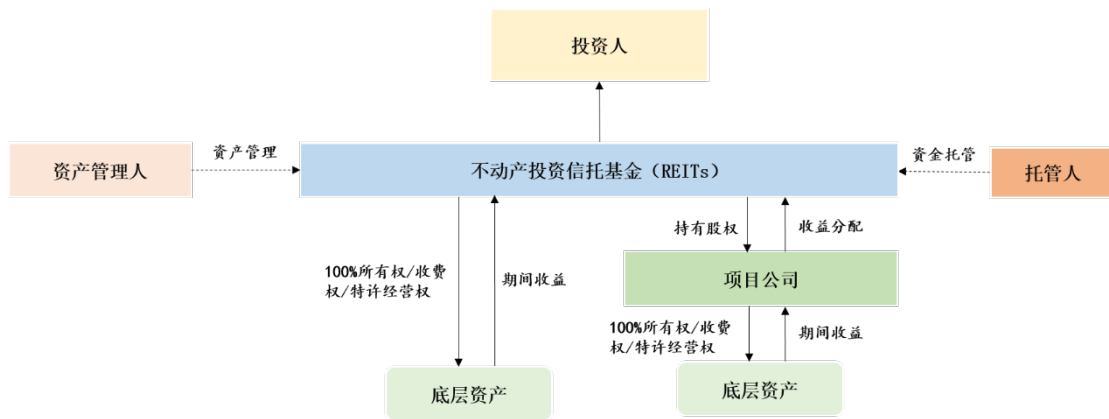 投资人
资产管理人
资产管理
不动产投资信托基金（REITs）
资金托管
托管人
持有股权
收益分配
100%所有权/收费
权/特许经营权
期间收益
项目公司
100%所有权/收费
权/特许经营权
期间收益
底层资产
底层资产